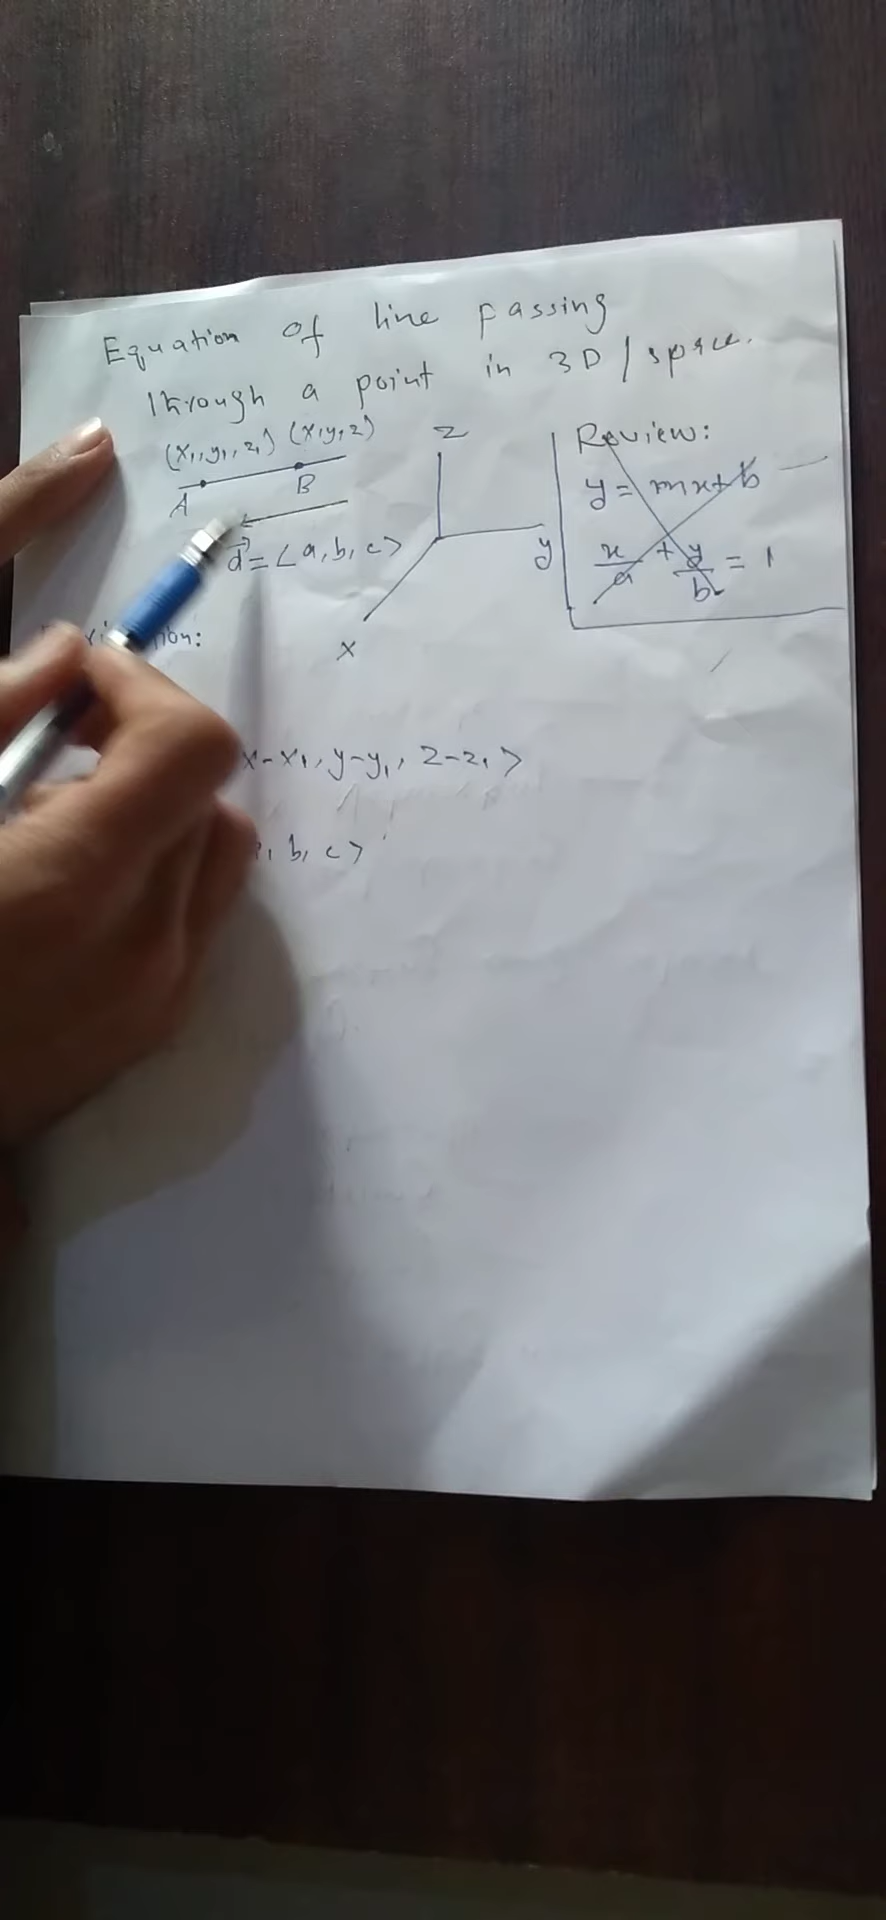 Equation of line passing
through a point in 3D / space.
(x₁, y₁, z₁) (x, y, z)
A B
d⃗ = <a, b, c>
z
y
x
Review:
y = mx + b
x/a + y/b = 1
x-x₁, y-y₁, z-z₁>
b, c>